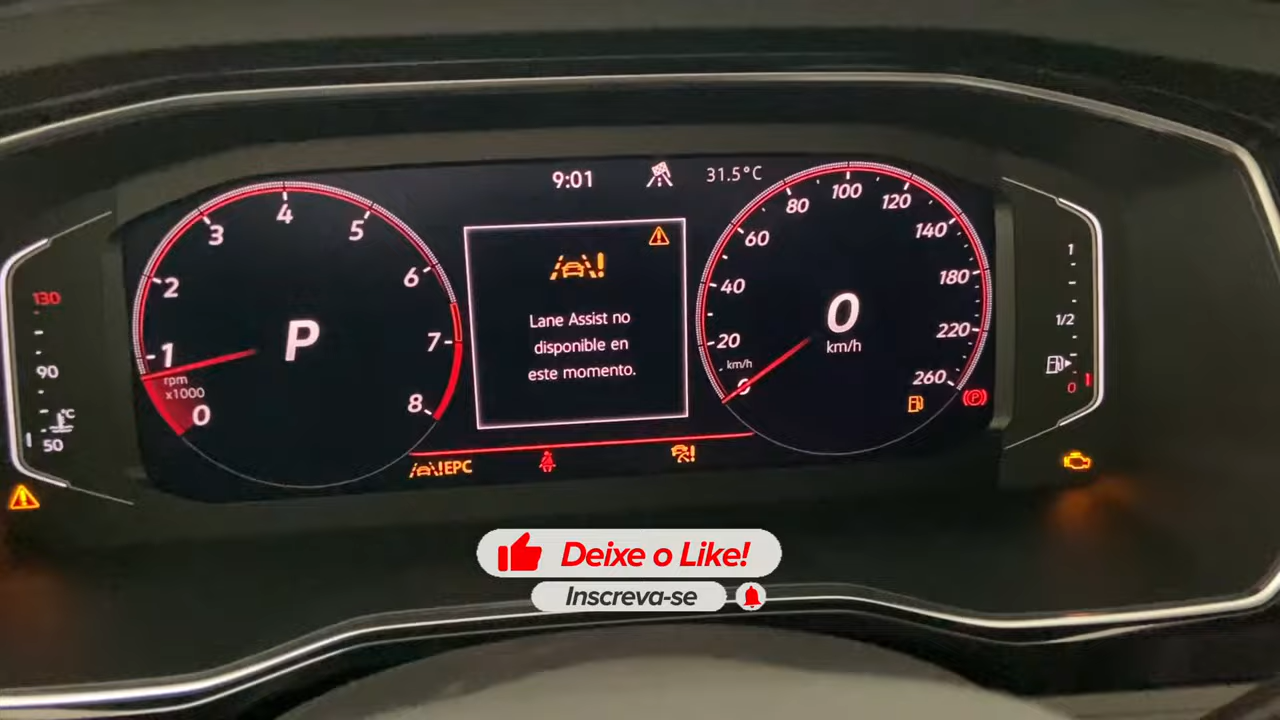 9:01
31.5°C
130
90
°C
50
0
1
2
3
4
5
6
7
8
rpm
x1000
P
Lane Assist no
disponible en
este momento.
0
20
40
60
80
100
120
140
180
220
260
km/h
0
km/h
1
1/2
0
EPC
P
Deixe o Like!
Inscreva-se